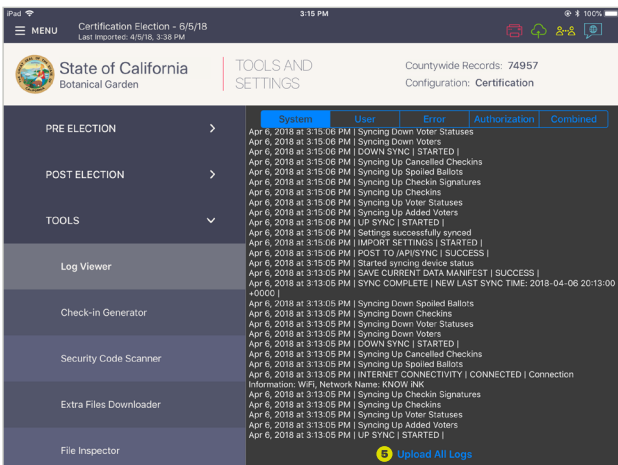 iPad
3:15 PM
100%
MENU
Certification Election - 6/5/18
Last Imported: 4/5/18, 3:38 PM
State of California
Botanical Garden
TOOLS AND
SETTINGS
Countywide Records: 74957
Configuration: Certification
PRE ELECTION
POST ELECTION
TOOLS
Log Viewer
Check-in Generator
Security Code Scanner
Extra Files Downloader
File Inspector
System User Error Authorization Combined
Apr 6, 2018 at 3:15:06 PM | Syncing Down Voter Statuses
Apr 6, 2018 at 3:15:06 PM | Syncing Down Voters
Apr 6, 2018 at 3:15:06 PM | DOWN SYNC | STARTED |
Apr 6, 2018 at 3:15:06 PM | Syncing Up Cancelled Checkins
Apr 6, 2018 at 3:15:06 PM | Syncing Up Spoiled Ballots
Apr 6, 2018 at 3:15:06 PM | Syncing Up Checkin Signatures
Apr 6, 2018 at 3:15:06 PM | Syncing Up Checkins
Apr 6, 2018 at 3:15:06 PM | Syncing Up Voter Statuses
Apr 6, 2018 at 3:15:06 PM | Syncing Up Added Voters
Apr 6, 2018 at 3:15:06 PM | UP SYNC | STARTED |
Apr 6, 2018 at 3:15:06 PM | Settings successfully synced
Apr 6, 2018 at 3:15:06 PM | IMPORT SETTINGS | STARTED |
Apr 6, 2018 at 3:15:06 PM | POST TO /API/SYNC | SUCCESS |
Apr 6, 2018 at 3:15:06 PM | Started syncing device status
Apr 6, 2018 at 3:13:05 PM | SAVE CURRENT DATA MANIFEST | SUCCESS |
Apr 6, 2018 at 3:13:05 PM | SYNC COMPLETE | NEW LAST SYNC TIME: 2018-04-06 20:13:00
+0000 |
Apr 6, 2018 at 3:13:05 PM | Syncing Down Spoiled Ballots
Apr 6, 2018 at 3:13:05 PM | Syncing Down Checkins
Apr 6, 2018 at 3:13:05 PM | Syncing Down Voter Statuses
Apr 6, 2018 at 3:13:05 PM | Syncing Down Voters
Apr 6, 2018 at 3:13:05 PM | DOWN SYNC | STARTED |
Apr 6, 2018 at 3:13:05 PM | Syncing Up Cancelled Checkins
Apr 6, 2018 at 3:13:05 PM | Syncing Up Spoiled Ballots
Apr 6, 2018 at 3:13:05 PM | INTERNET CONNECTIVITY | CONNECTED | Connection
Information: WiFi, Network Name: KNOW iNK
Apr 6, 2018 at 3:13:05 PM | Syncing Up Checkin Signatures
Apr 6, 2018 at 3:13:05 PM | Syncing Up Checkins
Apr 6, 2018 at 3:13:05 PM | Syncing Up Voter Statuses
Apr 6, 2018 at 3:13:05 PM | Syncing Up Added Voters
Apr 6, 2018 at 3:13:05 PM | UP SYNC | STARTED |
5 Upload All Logs